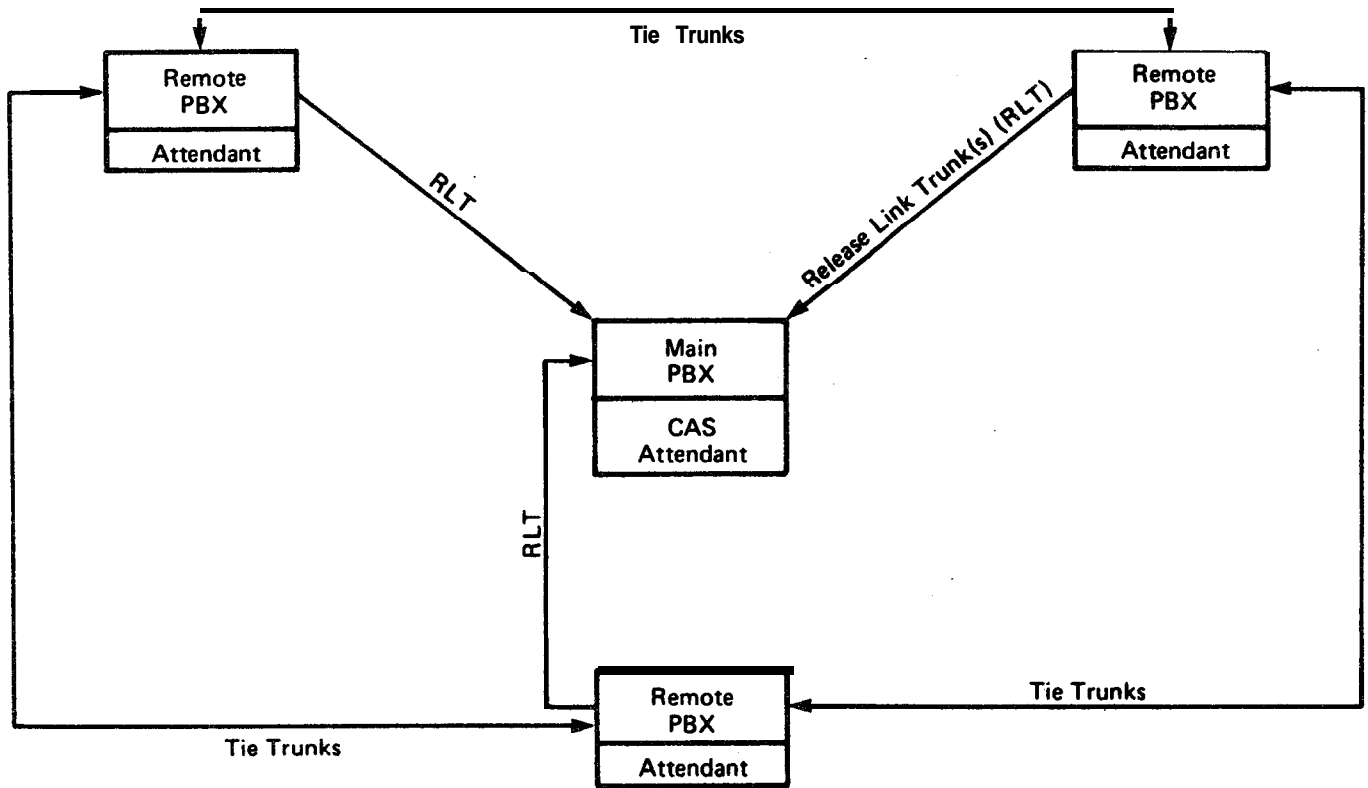 Tie Trunks
Remote
PBX
Attendant
Remote
PBX
Attendant
RLT
Release Link Trunk(s) (RLT)
Main
PBX
CAS
Attendant
RLT
Remote
PBX
Attendant
Tie Trunks
Tie Trunks